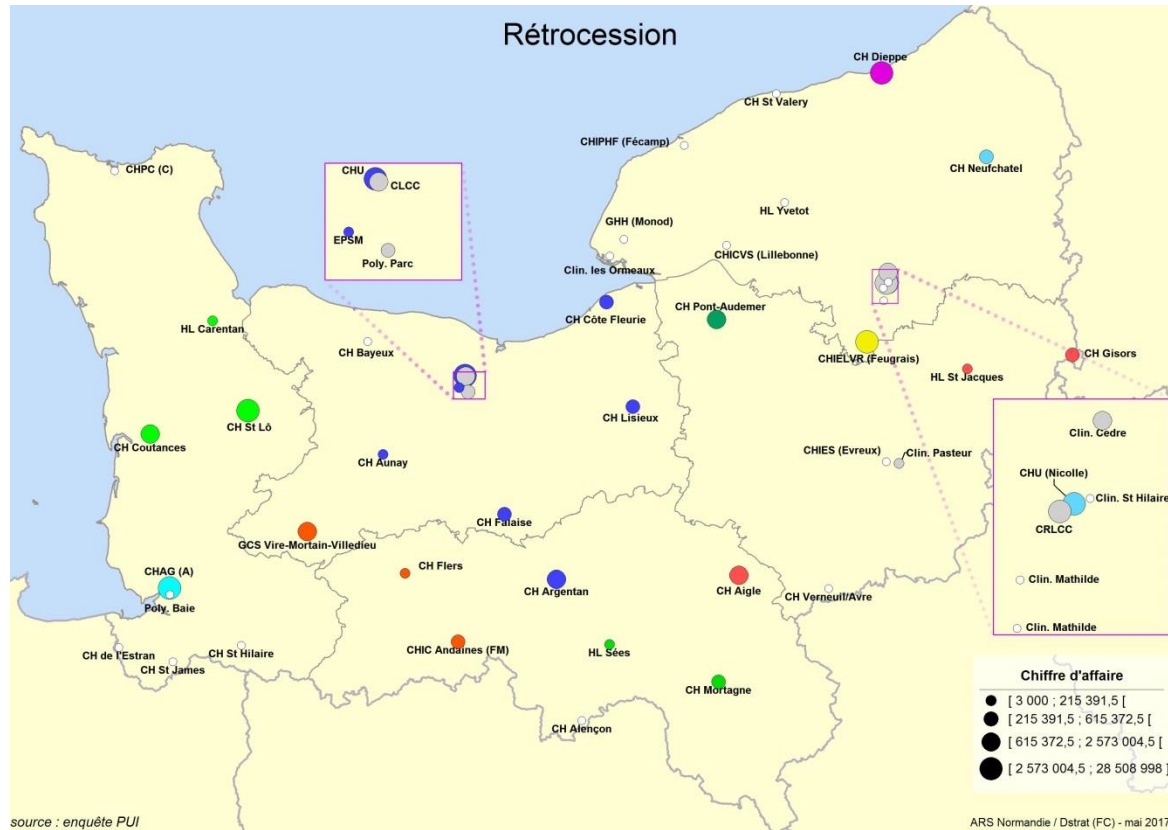 Rétrocession
CH Dieppe
CH St Valery
CHIPHF (Fécamp)
CH Neufchatel
CHPC (C)
CHU
CLCC
EPSM
Poly. Parc
HL Yvetot
GHH (Monod)
CHICVS (Lillebonne)
Clin. les Ormeaux
CH Côte Fleurie
CH Pont-Audemer
HL Carentan
CH Bayeux
CHIELVR (Feugrais)
CH Gisors
HL St Jacques
CH St Lô
CH Coutances
CH Lisieux
CH Aunay
CHIES (Evreux)
Clin. Pasteur
Clin. Cedre
CHU (Nicolle)
Clin. St Hilaire
CRLCC
Clin. Mathilde
Clin. Mathilde
CH Falaise
GCS Vire-Mortain-Villedieu
CH Flers
CHAG (A)
Poly. Baie
CH Argentan
CH Aigle
CH Verneuil/Avre
CH de l'Estran
CH St James
CH St Hilaire
CHIC Andaines (FM)
HL Sées
CH Mortagne
CH Alençon
Chiffre d'affaire
[ 3 000 ; 215 391,5 [
[ 215 391,5 ; 615 372,5 [
[ 615 372,5 ; 2 573 004,5 [
[ 2 573 004,5 ; 28 508 998 ]
source : enquête PUI
ARS Normandie / Dstrat (FC) - mai 2017